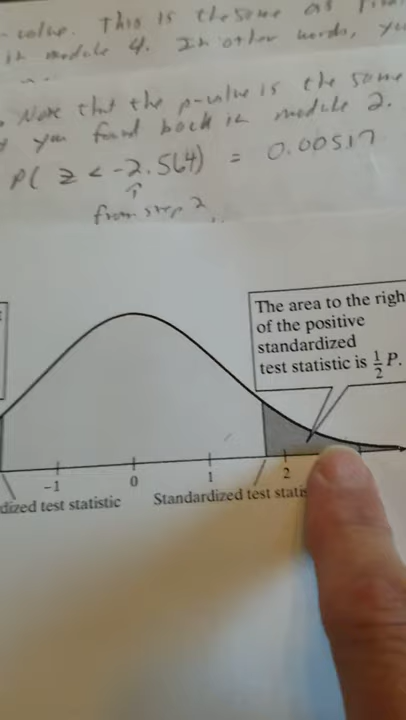 value. This is the same as
in module 4. In other words, you
Note that the p-value is the same
you found back in module 2.
P( z < -2.564) = 0.00517
↑
from step 2
The area to the righ
of the positive
standardized
test statistic is ½ P.
-1 0 1 2
dized test statistic Standardized test statis